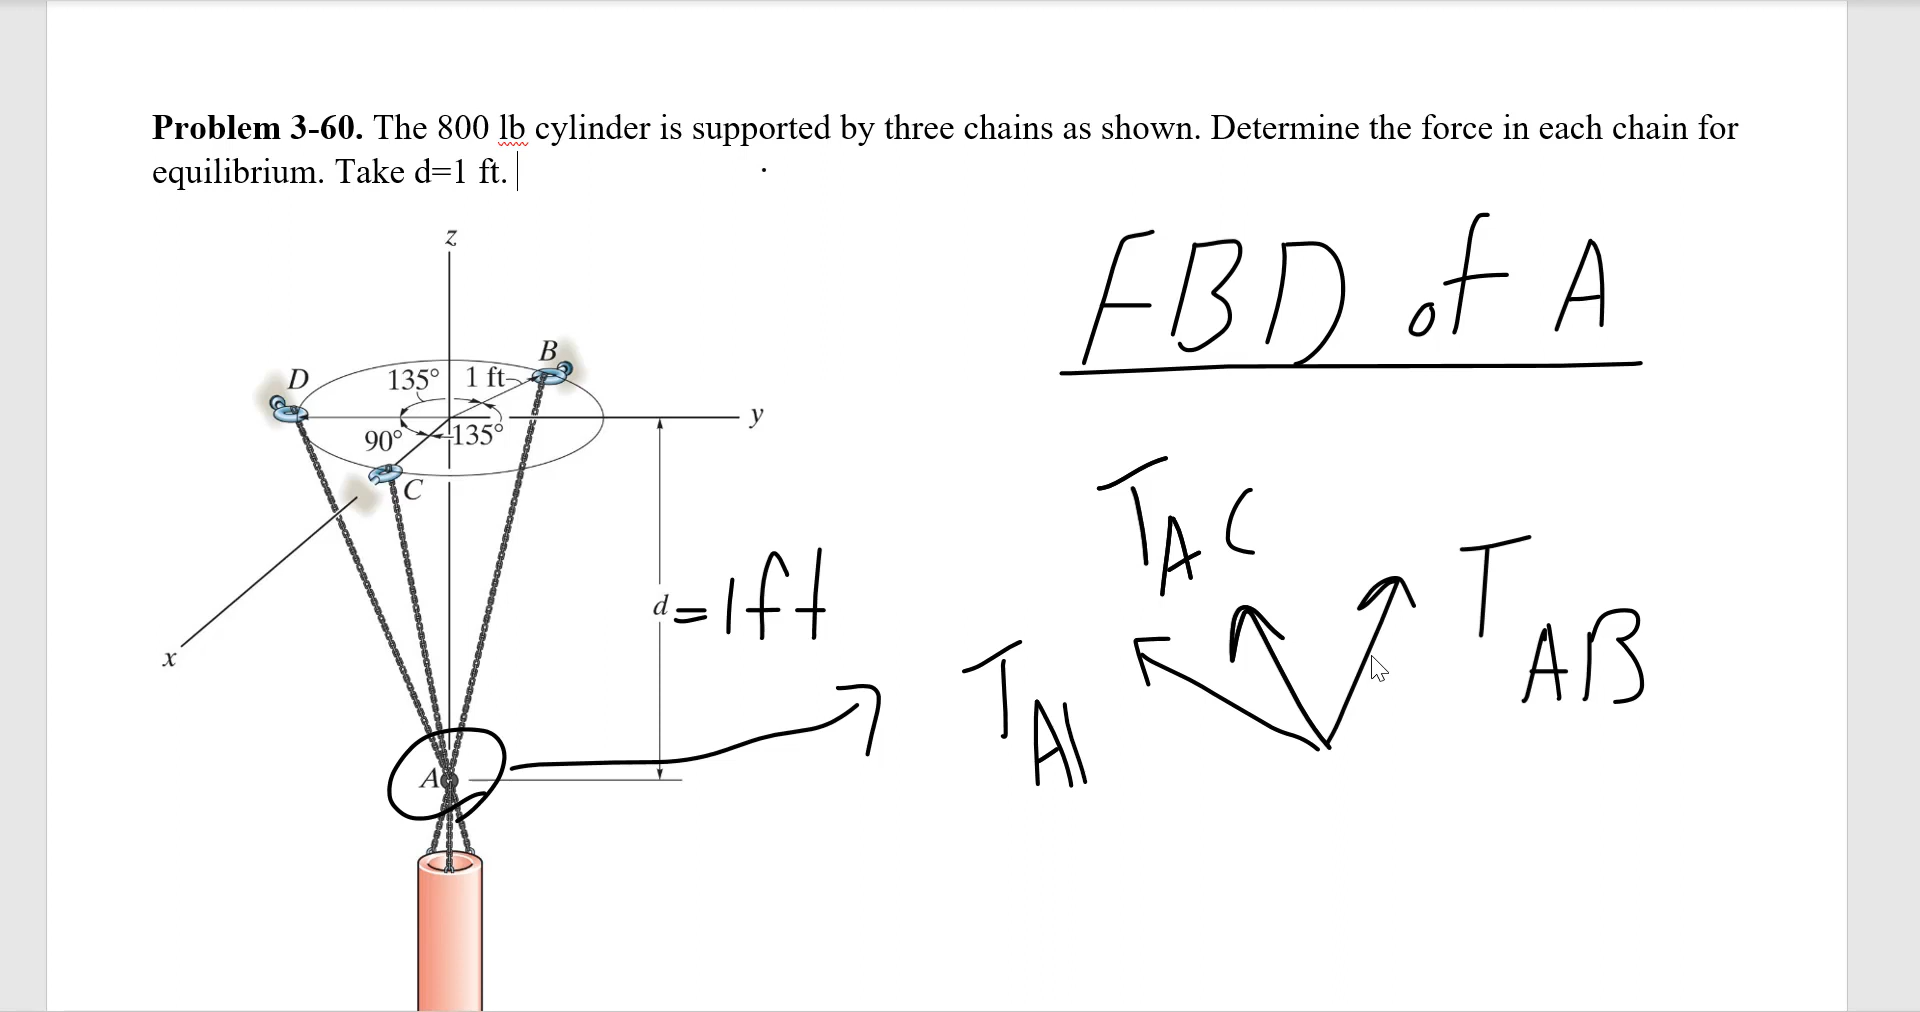 Problem 3-60. The 800 lb cylinder is supported by three chains as shown. Determine the force in each chain for
equilibrium. Take d=1 ft.
FBD of A
z
B
D
135°
1 ft
y
90°
135°
C
TAC
TAB
d = 1ft
x
TA
A